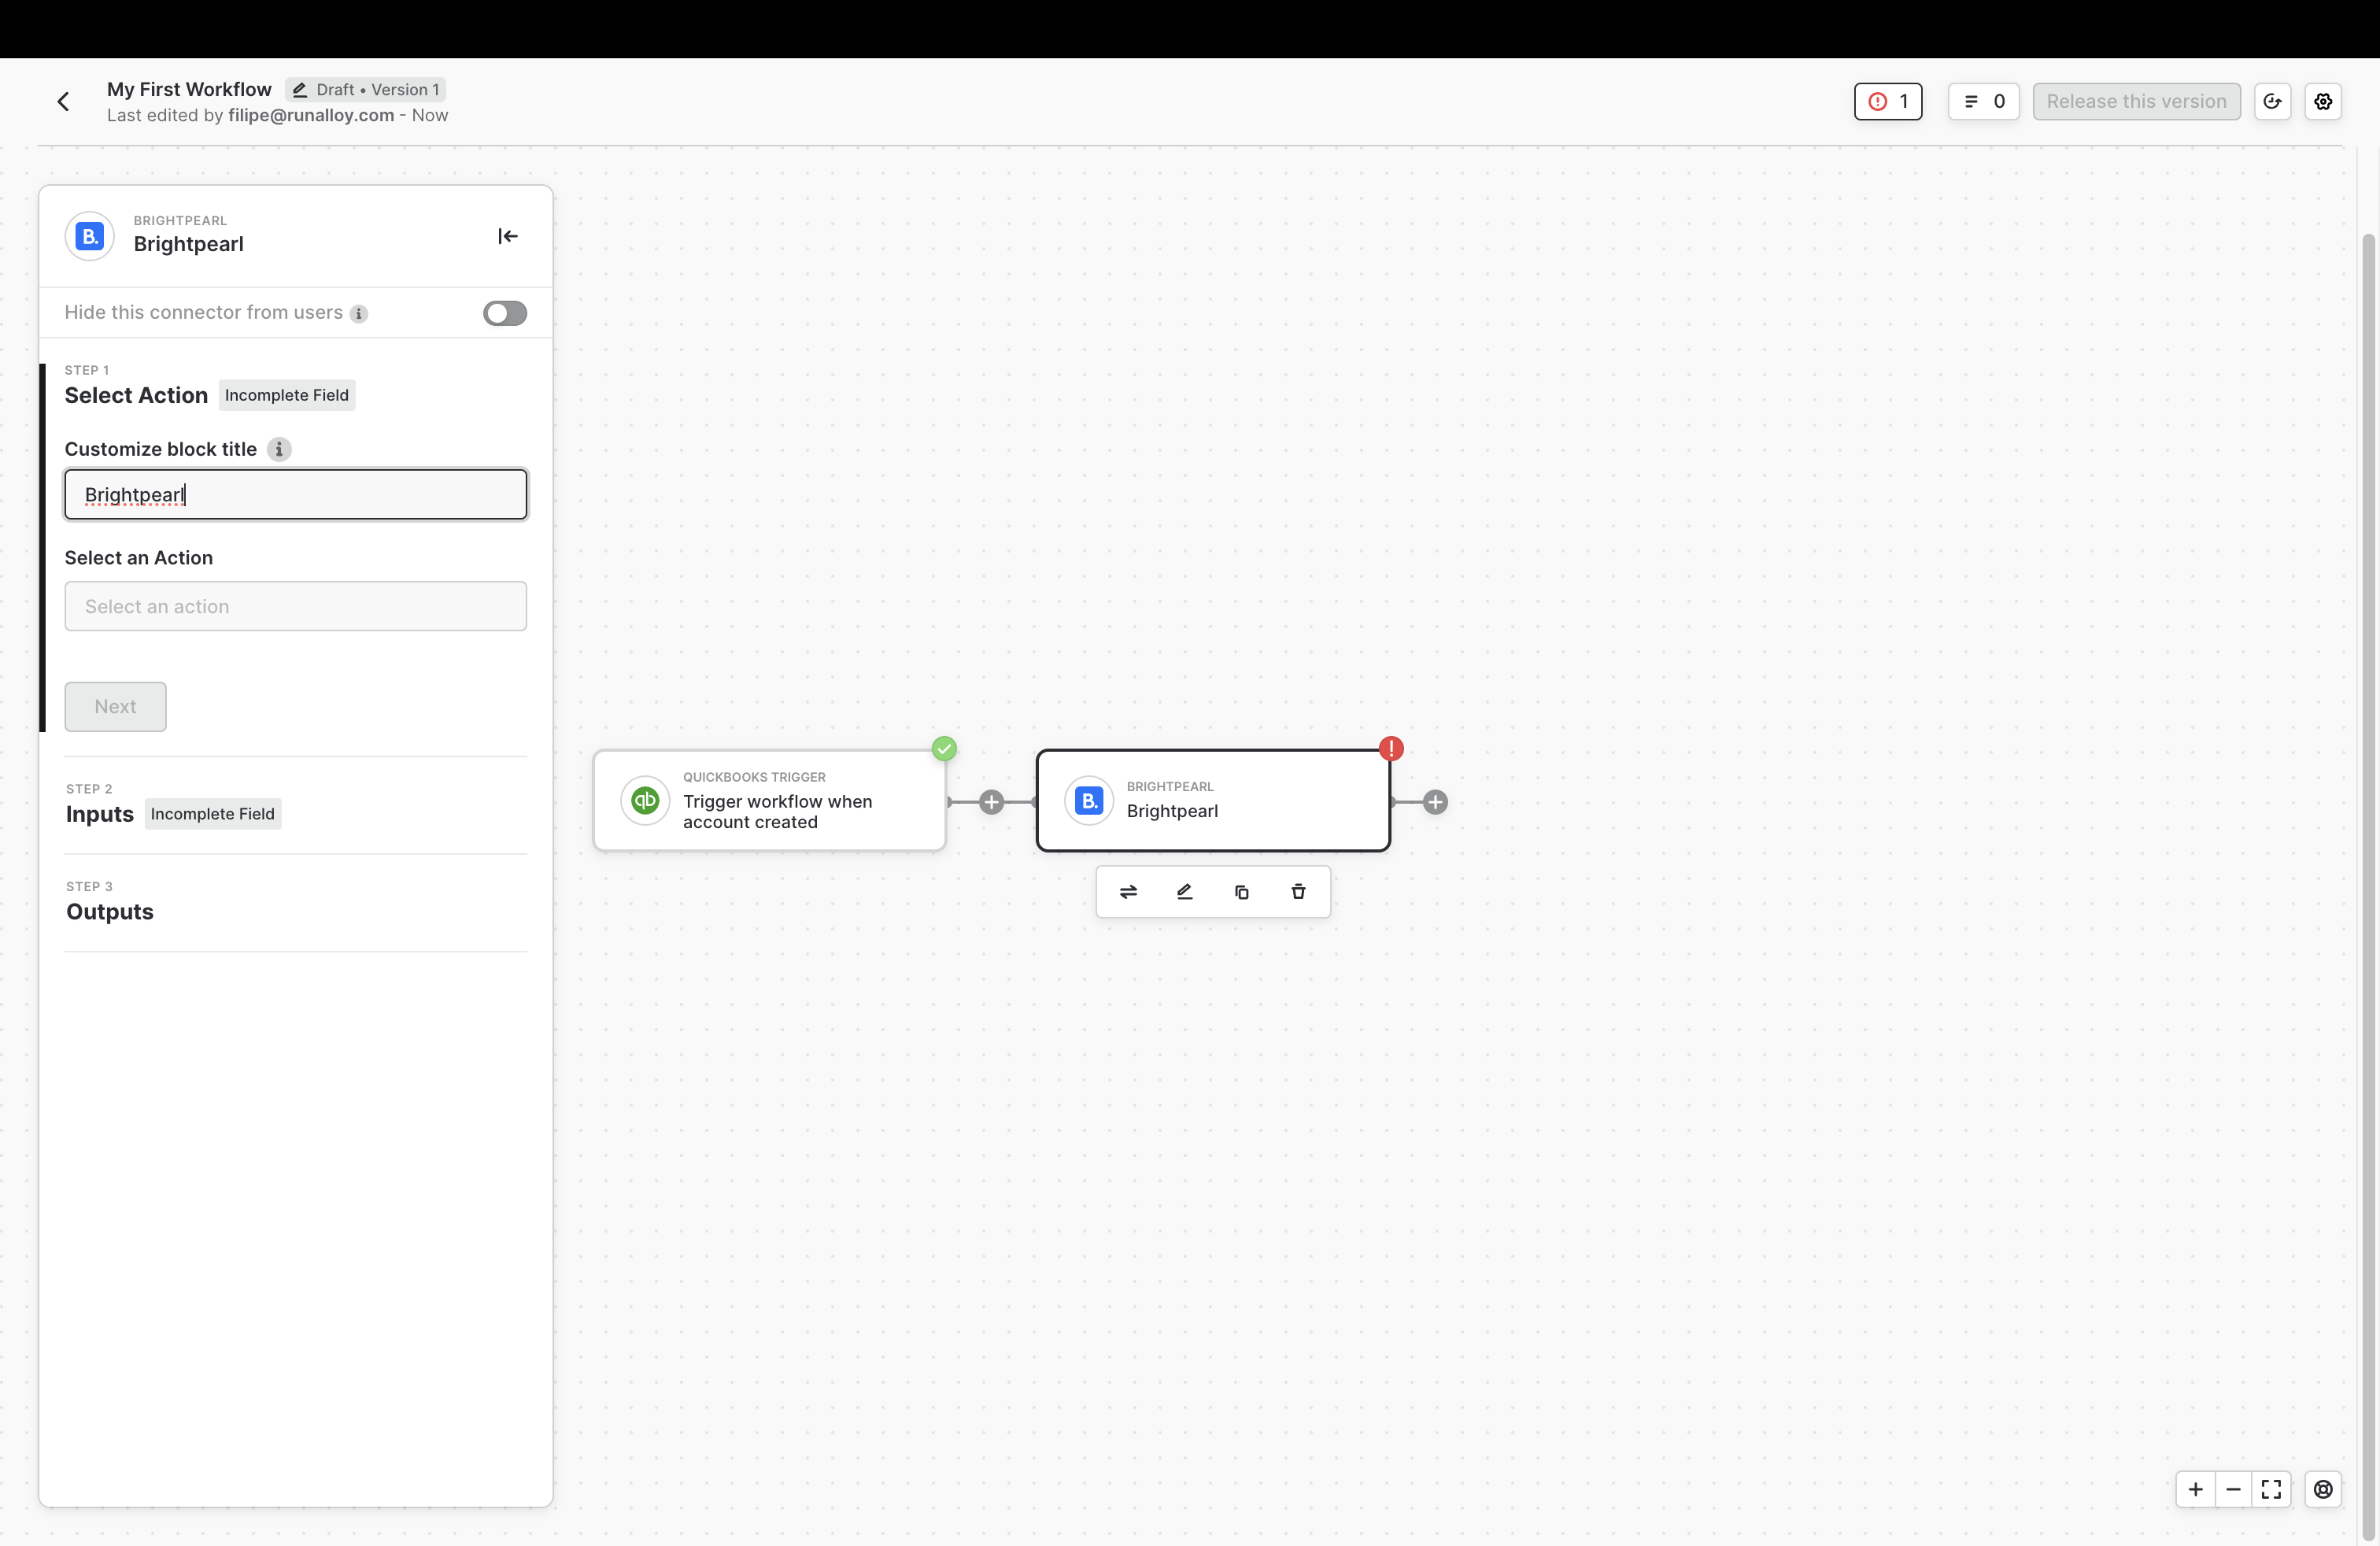 My First Workflow Draft • Version 1
Last edited by filipe@runalloy.com - Now
1
0
Release this version
B.
BRIGHTPEARL
Brightpearl
Hide this connector from users i
STEP 1
Select Action Incomplete Field
Customize block title i
Brightpearl
Select an Action
Select an action
Next
STEP 2
Inputs Incomplete Field
STEP 3
Outputs
qb
QUICKBOOKS TRIGGER
Trigger workflow when
account created
B.
BRIGHTPEARL
Brightpearl